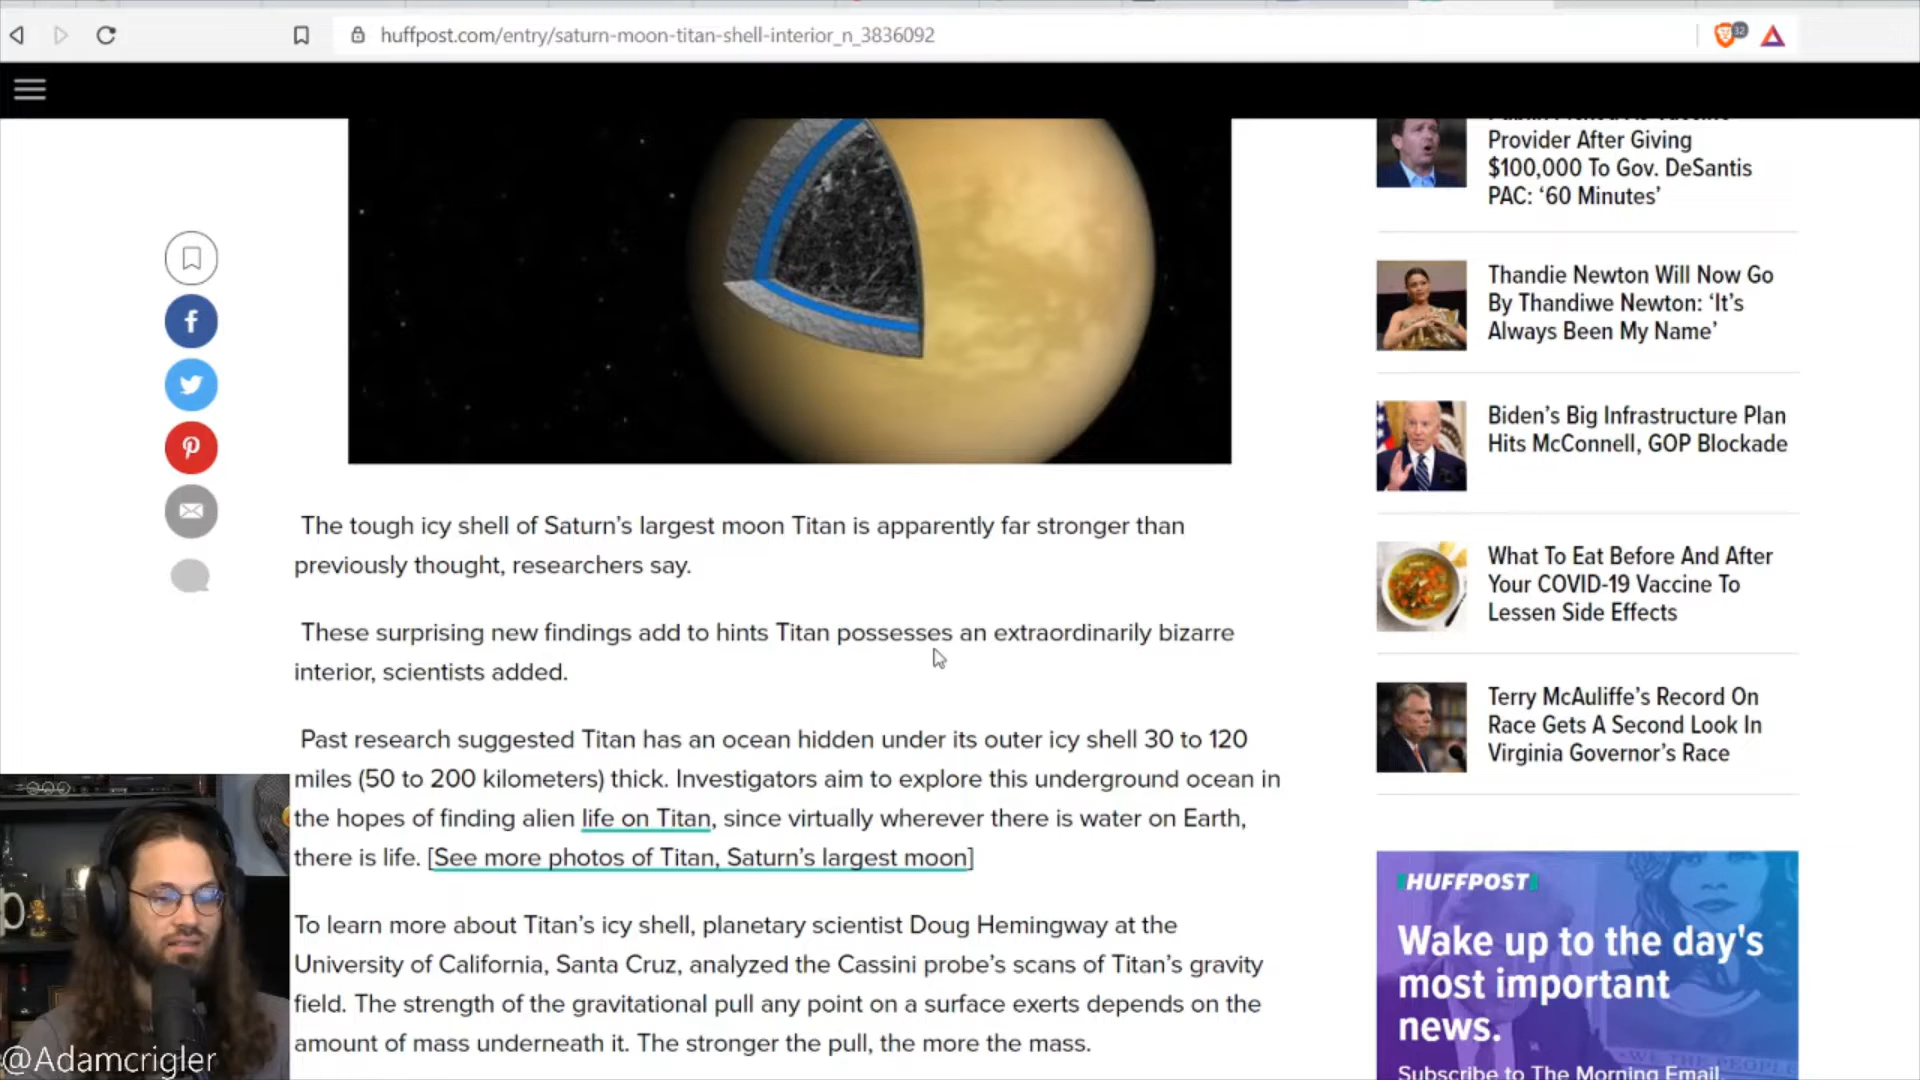 huffpost.com/entry/saturn-moon-titan-shell-interior_n_3836092
32
Provider After Giving
$100,000 To Gov. DeSantis
PAC: ‘60 Minutes’
Thandie Newton Will Now Go
By Thandiwe Newton: ‘It’s
Always Been My Name’
Biden’s Big Infrastructure Plan
Hits McConnell, GOP Blockade
What To Eat Before And After
Your COVID-19 Vaccine To
Lessen Side Effects
Terry McAuliffe’s Record On
Race Gets A Second Look In
Virginia Governor’s Race
The tough icy shell of Saturn’s largest moon Titan is apparently far stronger than
previously thought, researchers say.
These surprising new findings add to hints Titan possesses an extraordinarily bizarre
interior, scientists added.
Past research suggested Titan has an ocean hidden under its outer icy shell 30 to 120
miles (50 to 200 kilometers) thick. Investigators aim to explore this underground ocean in
the hopes of finding alien life on Titan, since virtually wherever there is water on Earth,
there is life. [See more photos of Titan, Saturn’s largest moon]
To learn more about Titan’s icy shell, planetary scientist Doug Hemingway at the
University of California, Santa Cruz, analyzed the Cassini probe’s scans of Titan’s gravity
field. The strength of the gravitational pull any point on a surface exerts depends on the
amount of mass underneath it. The stronger the pull, the more the mass.
HUFFPOST
Wake up to the day's
most important
news.
Subscribe to The Morning Email.
WE THE PEOPLE
@Adamcrigler